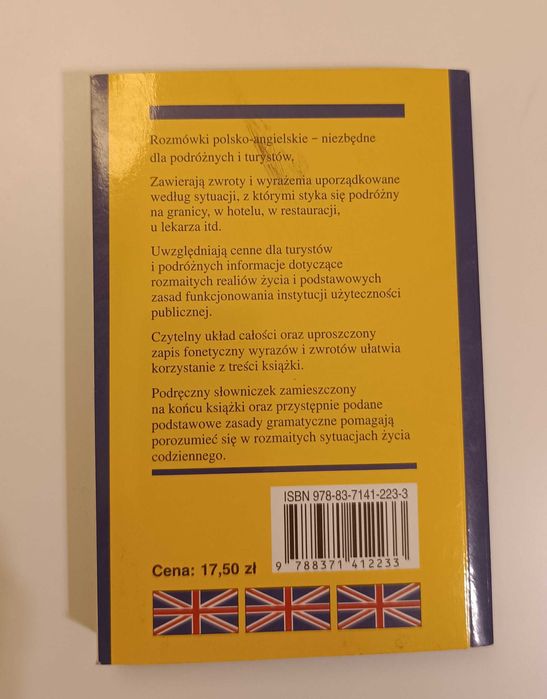 Rozmówki polsko-angielskie – niezbędne
dla podróżnych i turystów,
Zawierają zwroty i wyrażenia uporządkowane
według sytuacji, z którymi styka się podróżny
na granicy, w hotelu, w restauracji,
u lekarza itd.
Uwzględniają cenne dla turystów
i podróżnych informacje dotyczące
rozmaitych realiów życia i podstawowych
zasad funkcjonowania instytucji użyteczności
publicznej.
Czytelny układ całości oraz uproszczony
zapis fonetyczny wyrazów i zwrotów ułatwia
korzystanie z treści książki.
Podręczny słowniczek zamieszczony
na końcu książki oraz przystępnie podane
podstawowe zasady gramatyczne pomagają
porozumieć się w rozmaitych sytuacjach życia
codziennego.
ISBN 978-83-7141-223-3
9 788371 412233
Cena: 17,50 zł